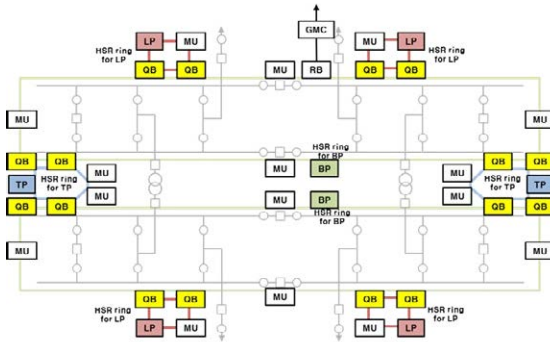 GMC
LP MU
HSR ring
for LP
QB QB
MU RB
MU LP
QB QB
HSR ring
for LP
MU
MU
QB QB
TP
QB QB
HSR ring
for TP
MU
MU
MU
HSR ring
for BP
BP
MU
BP
HSR ring
for BP
MU
MU
HSR ring
for TP
QB QB
TP
QB QB
MU
MU
HSR ring
for LP
QB QB
LP MU
MU
QB QB
MU LP
HSR ring
for LP